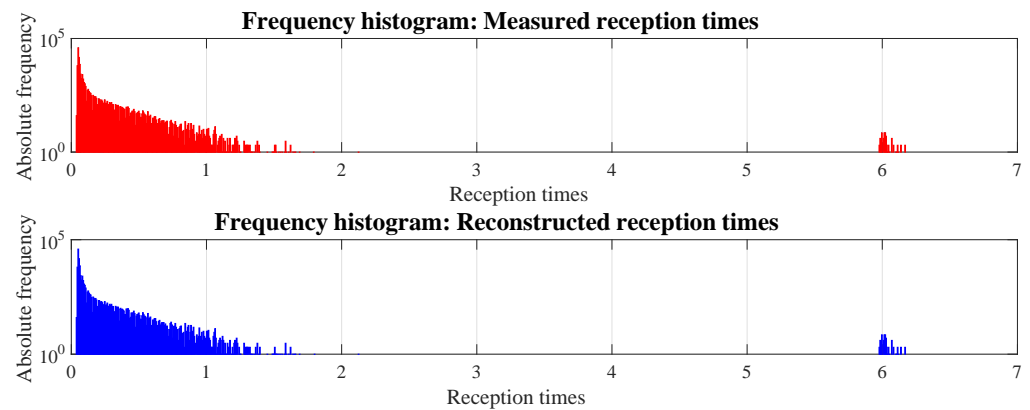 Frequency histogram: Measured reception times
Absolute frequency
10^5
10^0
0 1 2 3 4 5 6 7
Reception times
Frequency histogram: Reconstructed reception times
Absolute frequency
10^5
10^0
0 1 2 3 4 5 6 7
Reception times